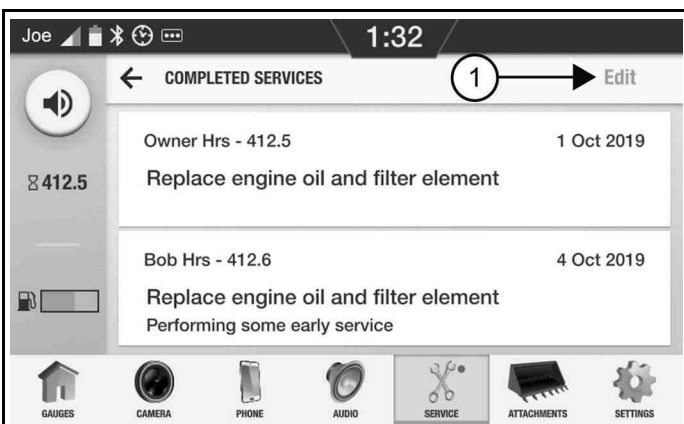 Joe 1:32
COMPLETED SERVICES 1 Edit
Owner Hrs - 412.5 1 Oct 2019
Replace engine oil and filter element
412.5
Bob Hrs - 412.6 4 Oct 2019
Replace engine oil and filter element
Performing some early service
GAUGES CAMERA PHONE AUDIO SERVICE ATTACHMENTS SETTINGS